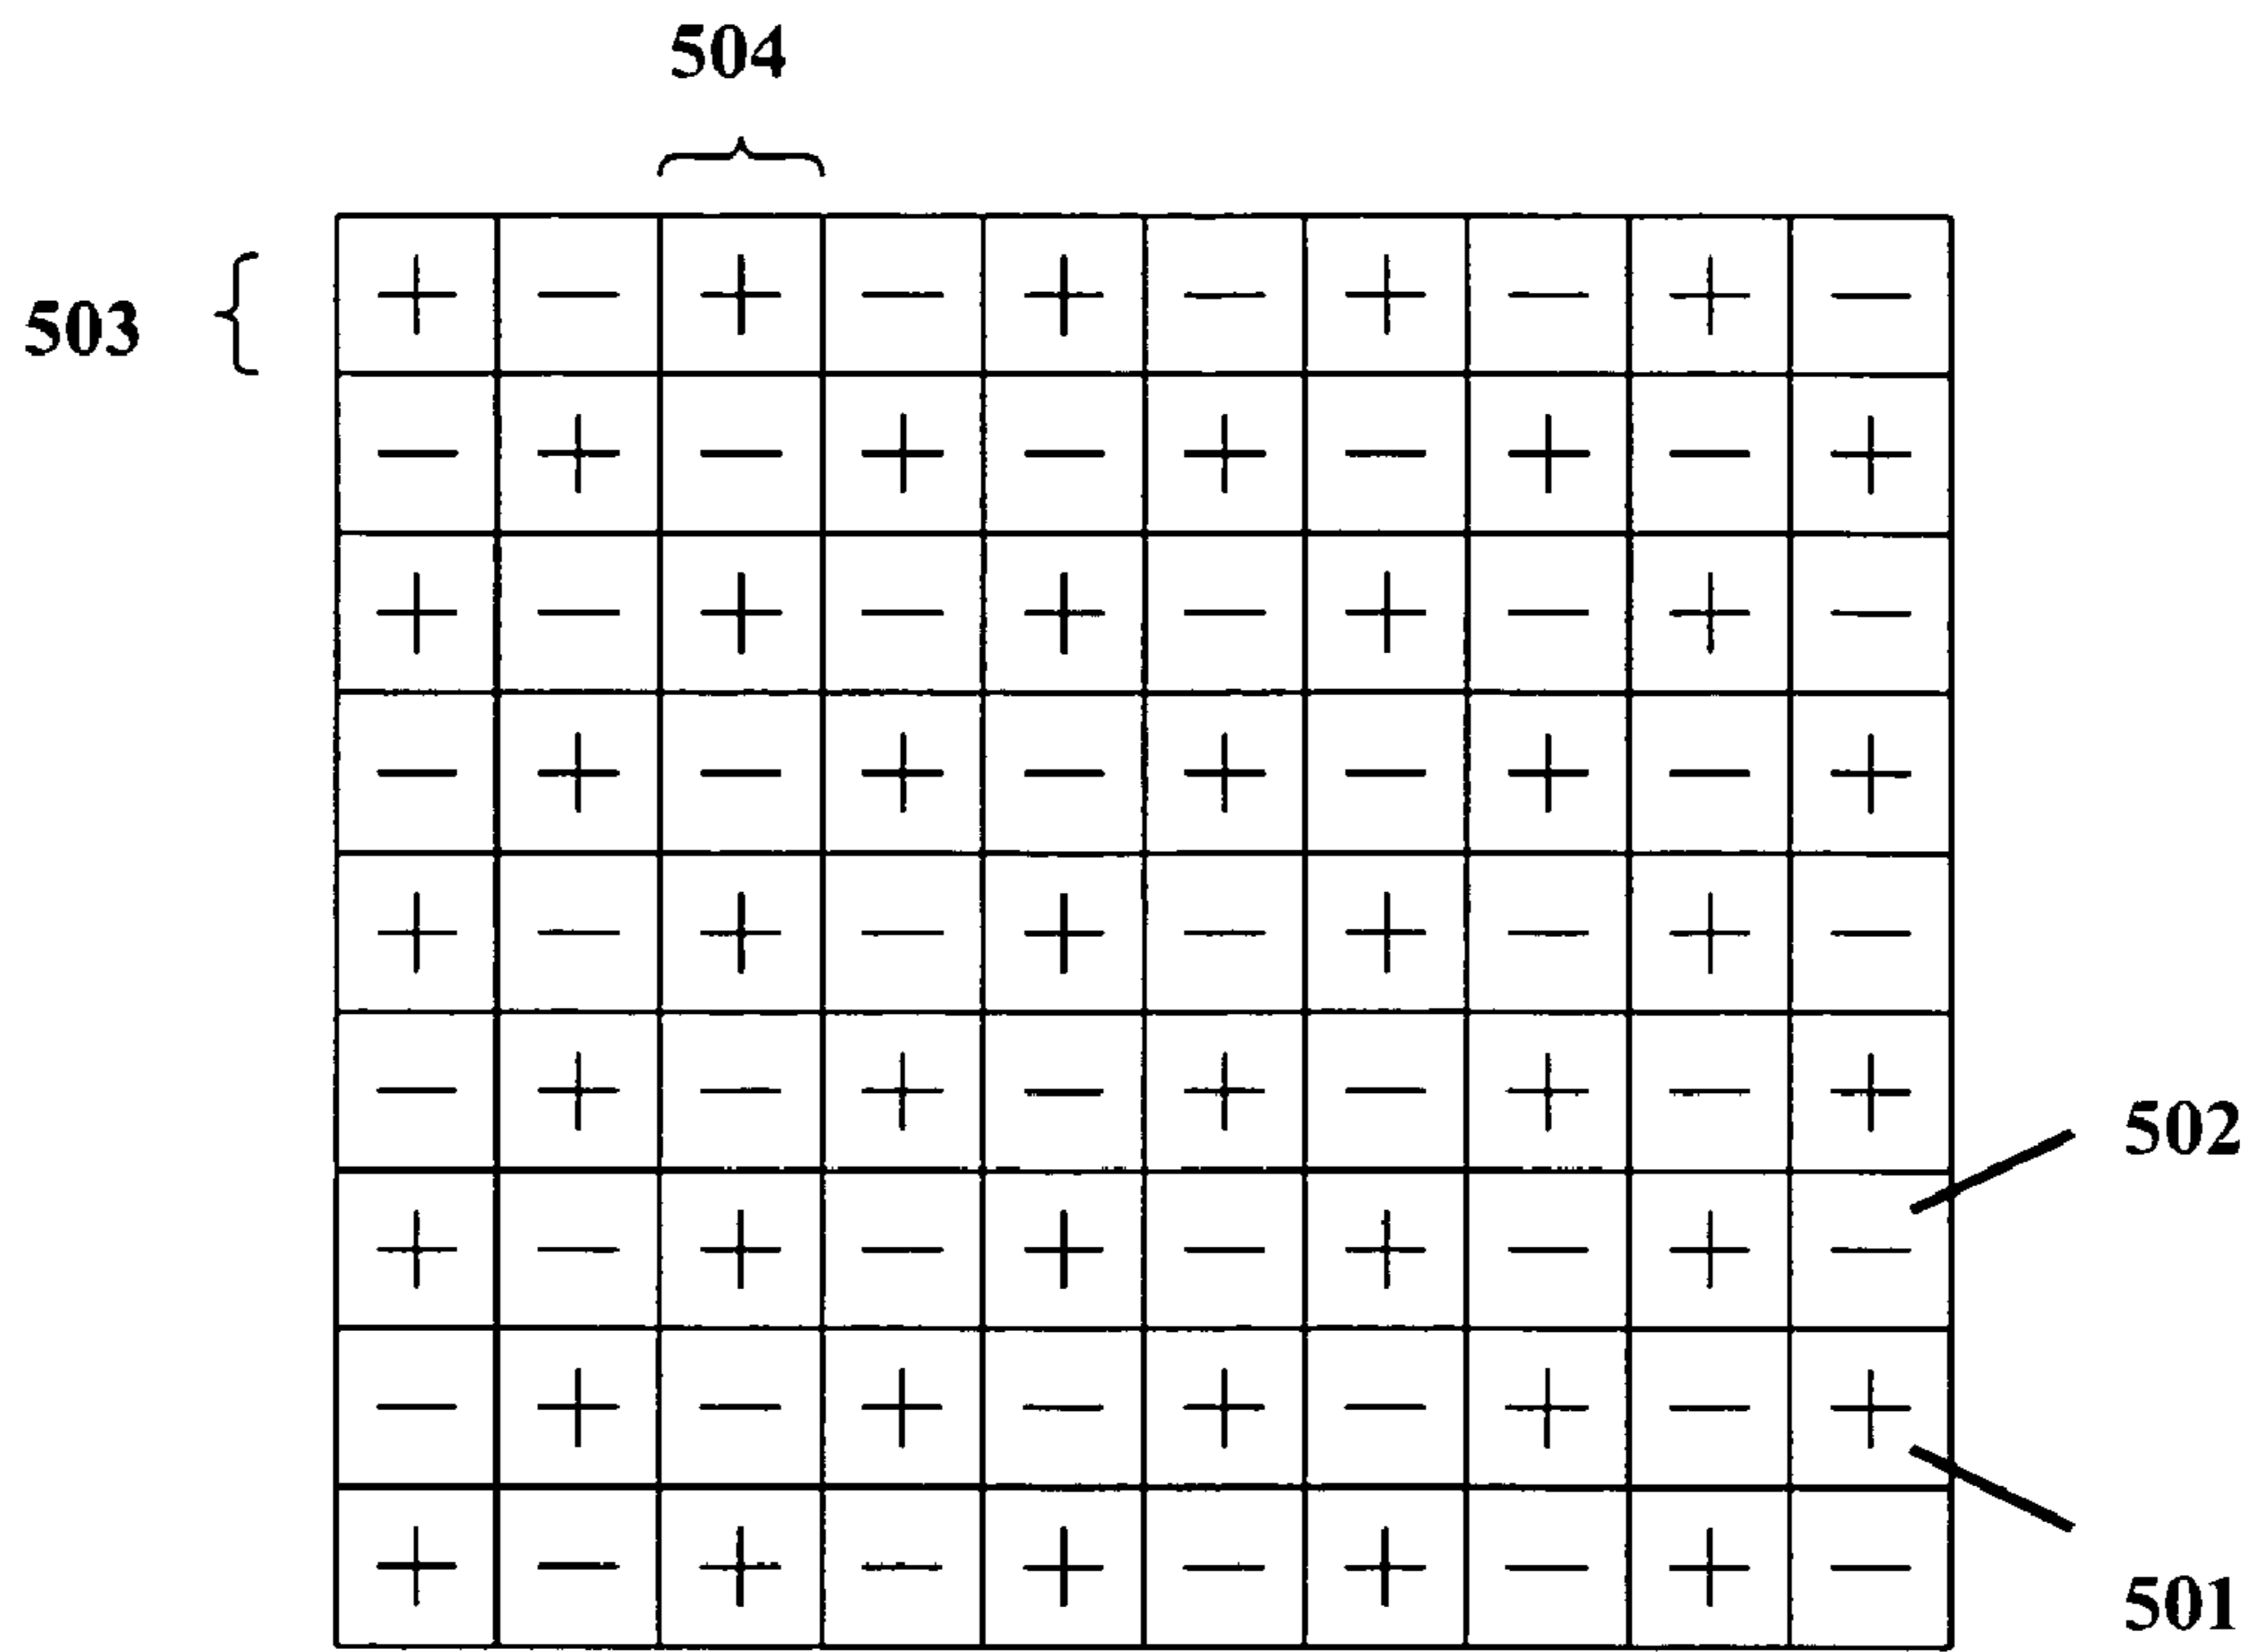 504
503
+ — + — + — + — + —
— + — + — + — + — +
+ — + — + — + — + —
— + — + — + — + — +
+ — + — + — + — + —
— + — + — + — + — +
502
+ — + — + — + — + —
— + — + — + — + — +
+ — + — + — + — + —
501